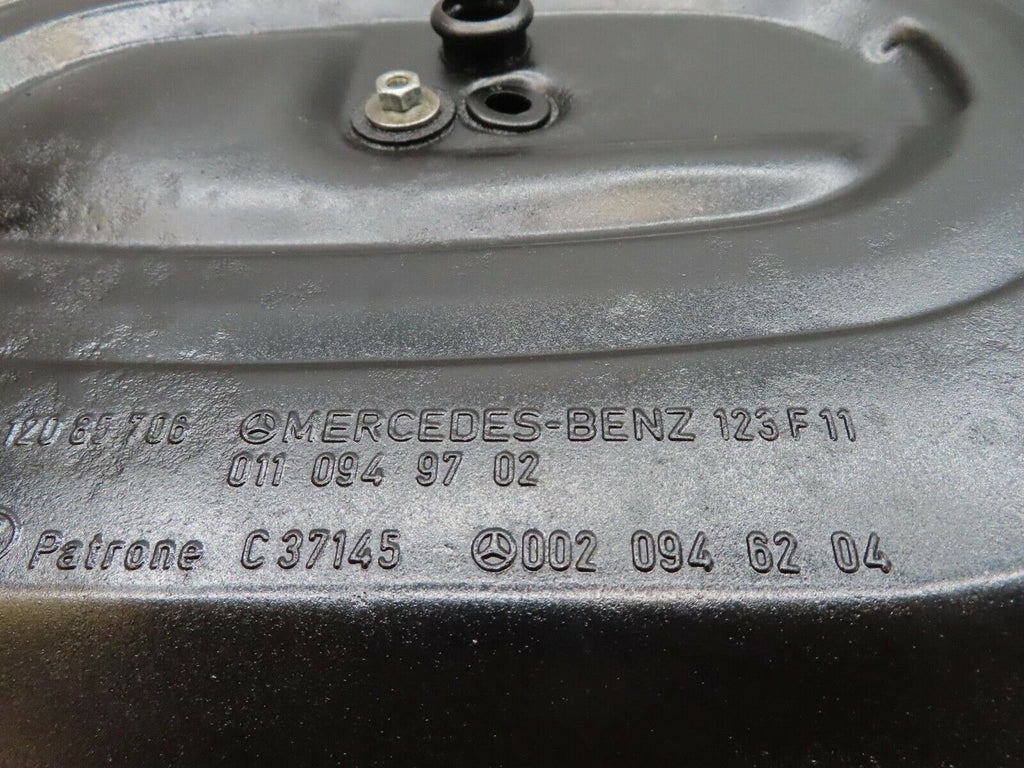 120 85 706 MERCEDES-BENZ 123 F 11
011 094 97 02
Patrone C 37145 002 094 62 04